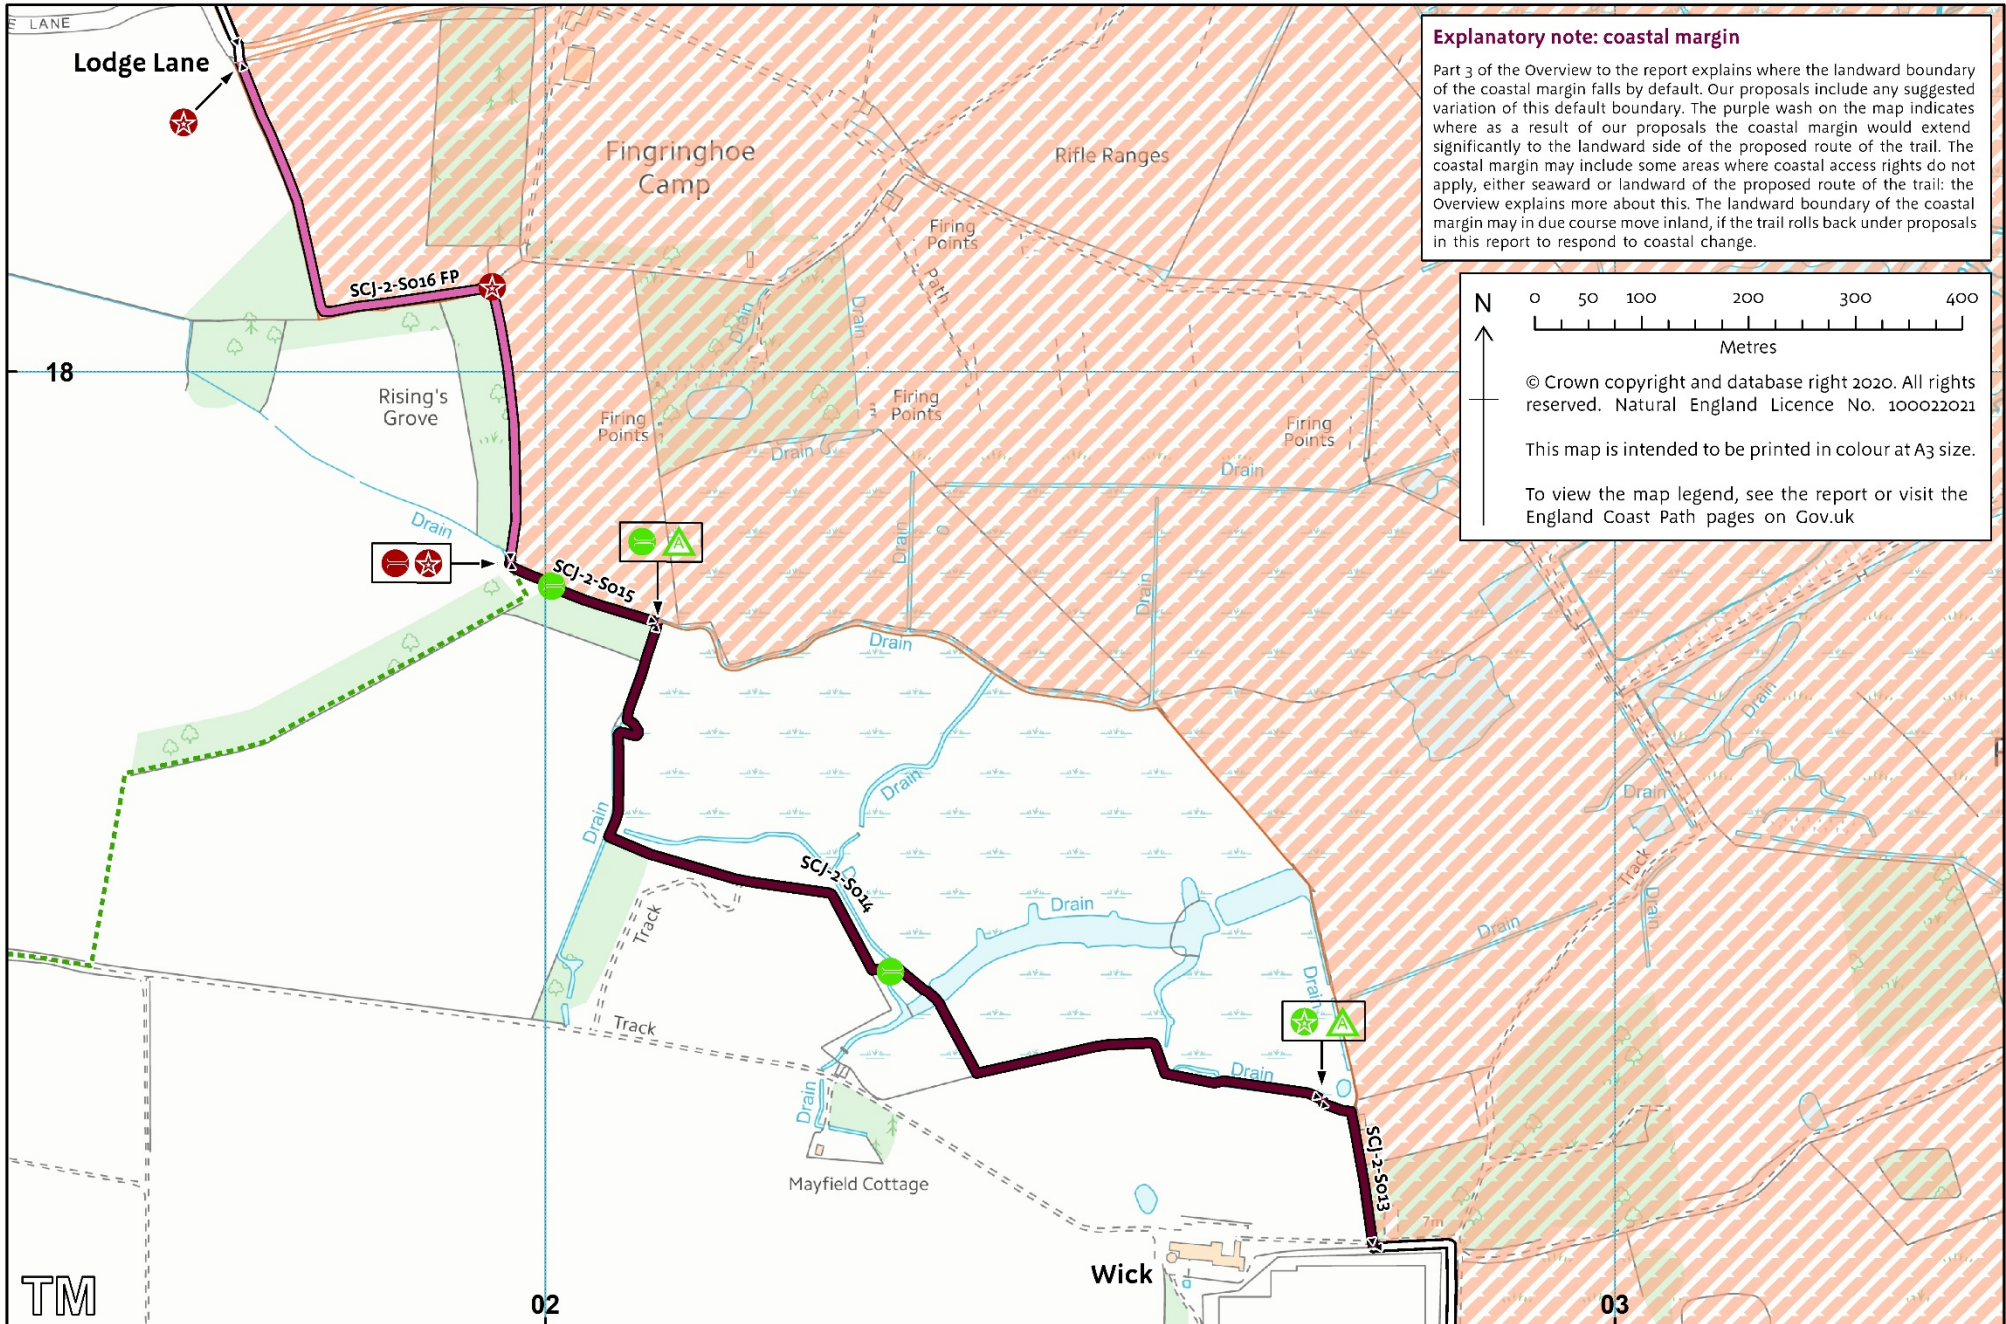 E LANE
Lodge Lane
Explanatory note: coastal margin
Part 3 of the Overview to the report explains where the landward boundary
of the coastal margin falls by default. Our proposals include any suggested
variation of this default boundary. The purple wash on the map indicates
where as a result of our proposals the coastal margin would extend
significantly to the landward side of the proposed route of the trail. The
coastal margin may include some areas where coastal access rights do not
apply, either seaward or landward of the proposed route of the trail: the
Overview explains more about this. The landward boundary of the coastal
margin may in due course move inland, if the trail rolls back under proposals
in this report to respond to coastal change.
Fingringhoe
Camp
Rifle Ranges
Firing
Points
Path
SCJ-2-S016 FP
Drain
Drain
N
0 50 100 200 300 400
Metres
© Crown copyright and database right 2020. All rights
reserved. Natural England Licence No. 100022021
This map is intended to be printed in colour at A3 size.
To view the map legend, see the report or visit the
England Coast Path pages on Gov.uk
18
Rising's
Grove
Firing
Points
Firing
Points
Firing
Points
Drain
Drain
Drain
Drain
Drain
A
SCJ-2-S015
Drain
Drain
Drain
Drain
Drain
Drain
SCJ-2-S014
D
Track
Drain
Track
Drain
Drain
Drain
Track
A
Drain
Drain
Mayfield Cottage
SCJ-2-S013
7m
Wick
TM
02
03